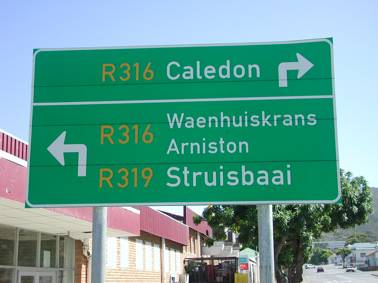 R316 Caledon
R316 Waenhuiskrans
Arniston
R319 Struisbaai